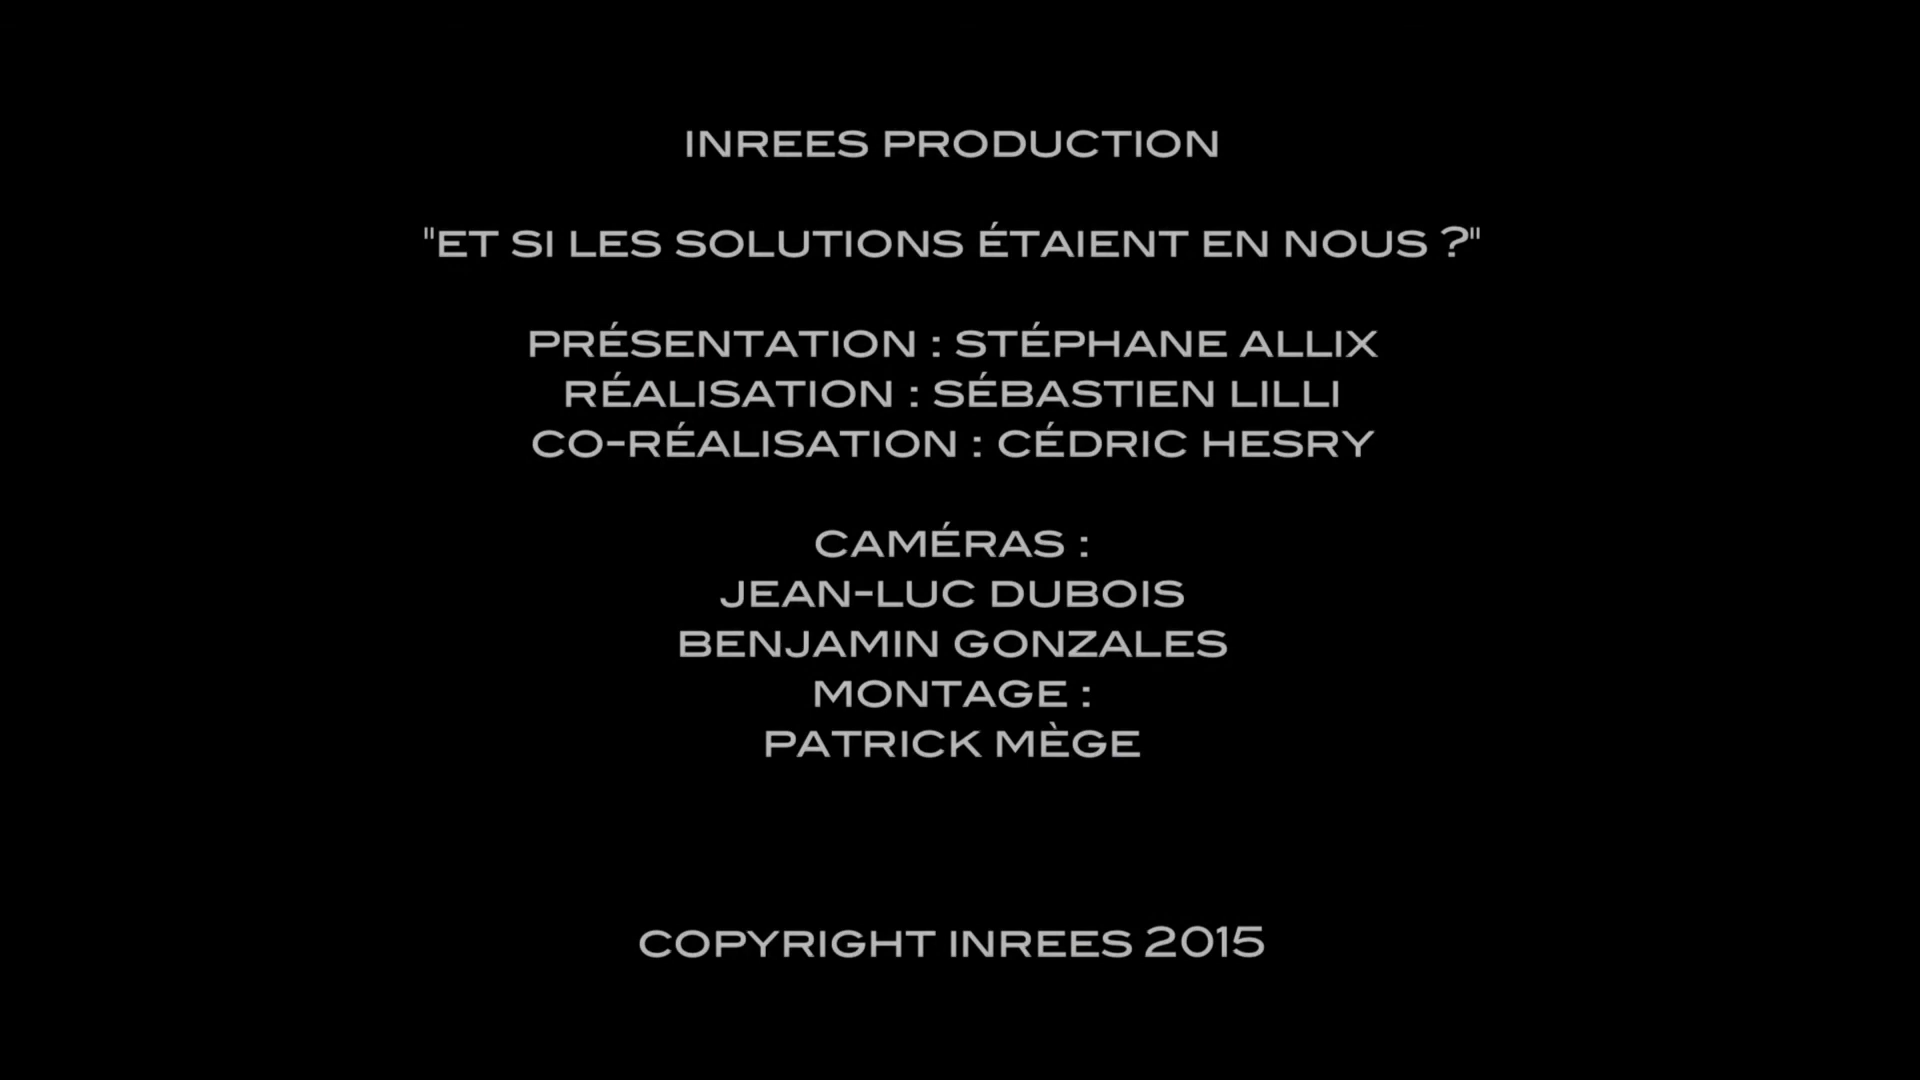 INREES PRODUCTION
"ET SI LES SOLUTIONS ÉTAIENT EN NOUS ?"
PRÉSENTATION : STÉPHANE ALLIX
RÉALISATION : SÉBASTIEN LILLI
CO-RÉALISATION : CÉDRIC HESRY
CAMÉRAS :
JEAN-LUC DUBOIS
BENJAMIN GONZALES
MONTAGE :
PATRICK MÈGE
COPYRIGHT INREES 2015